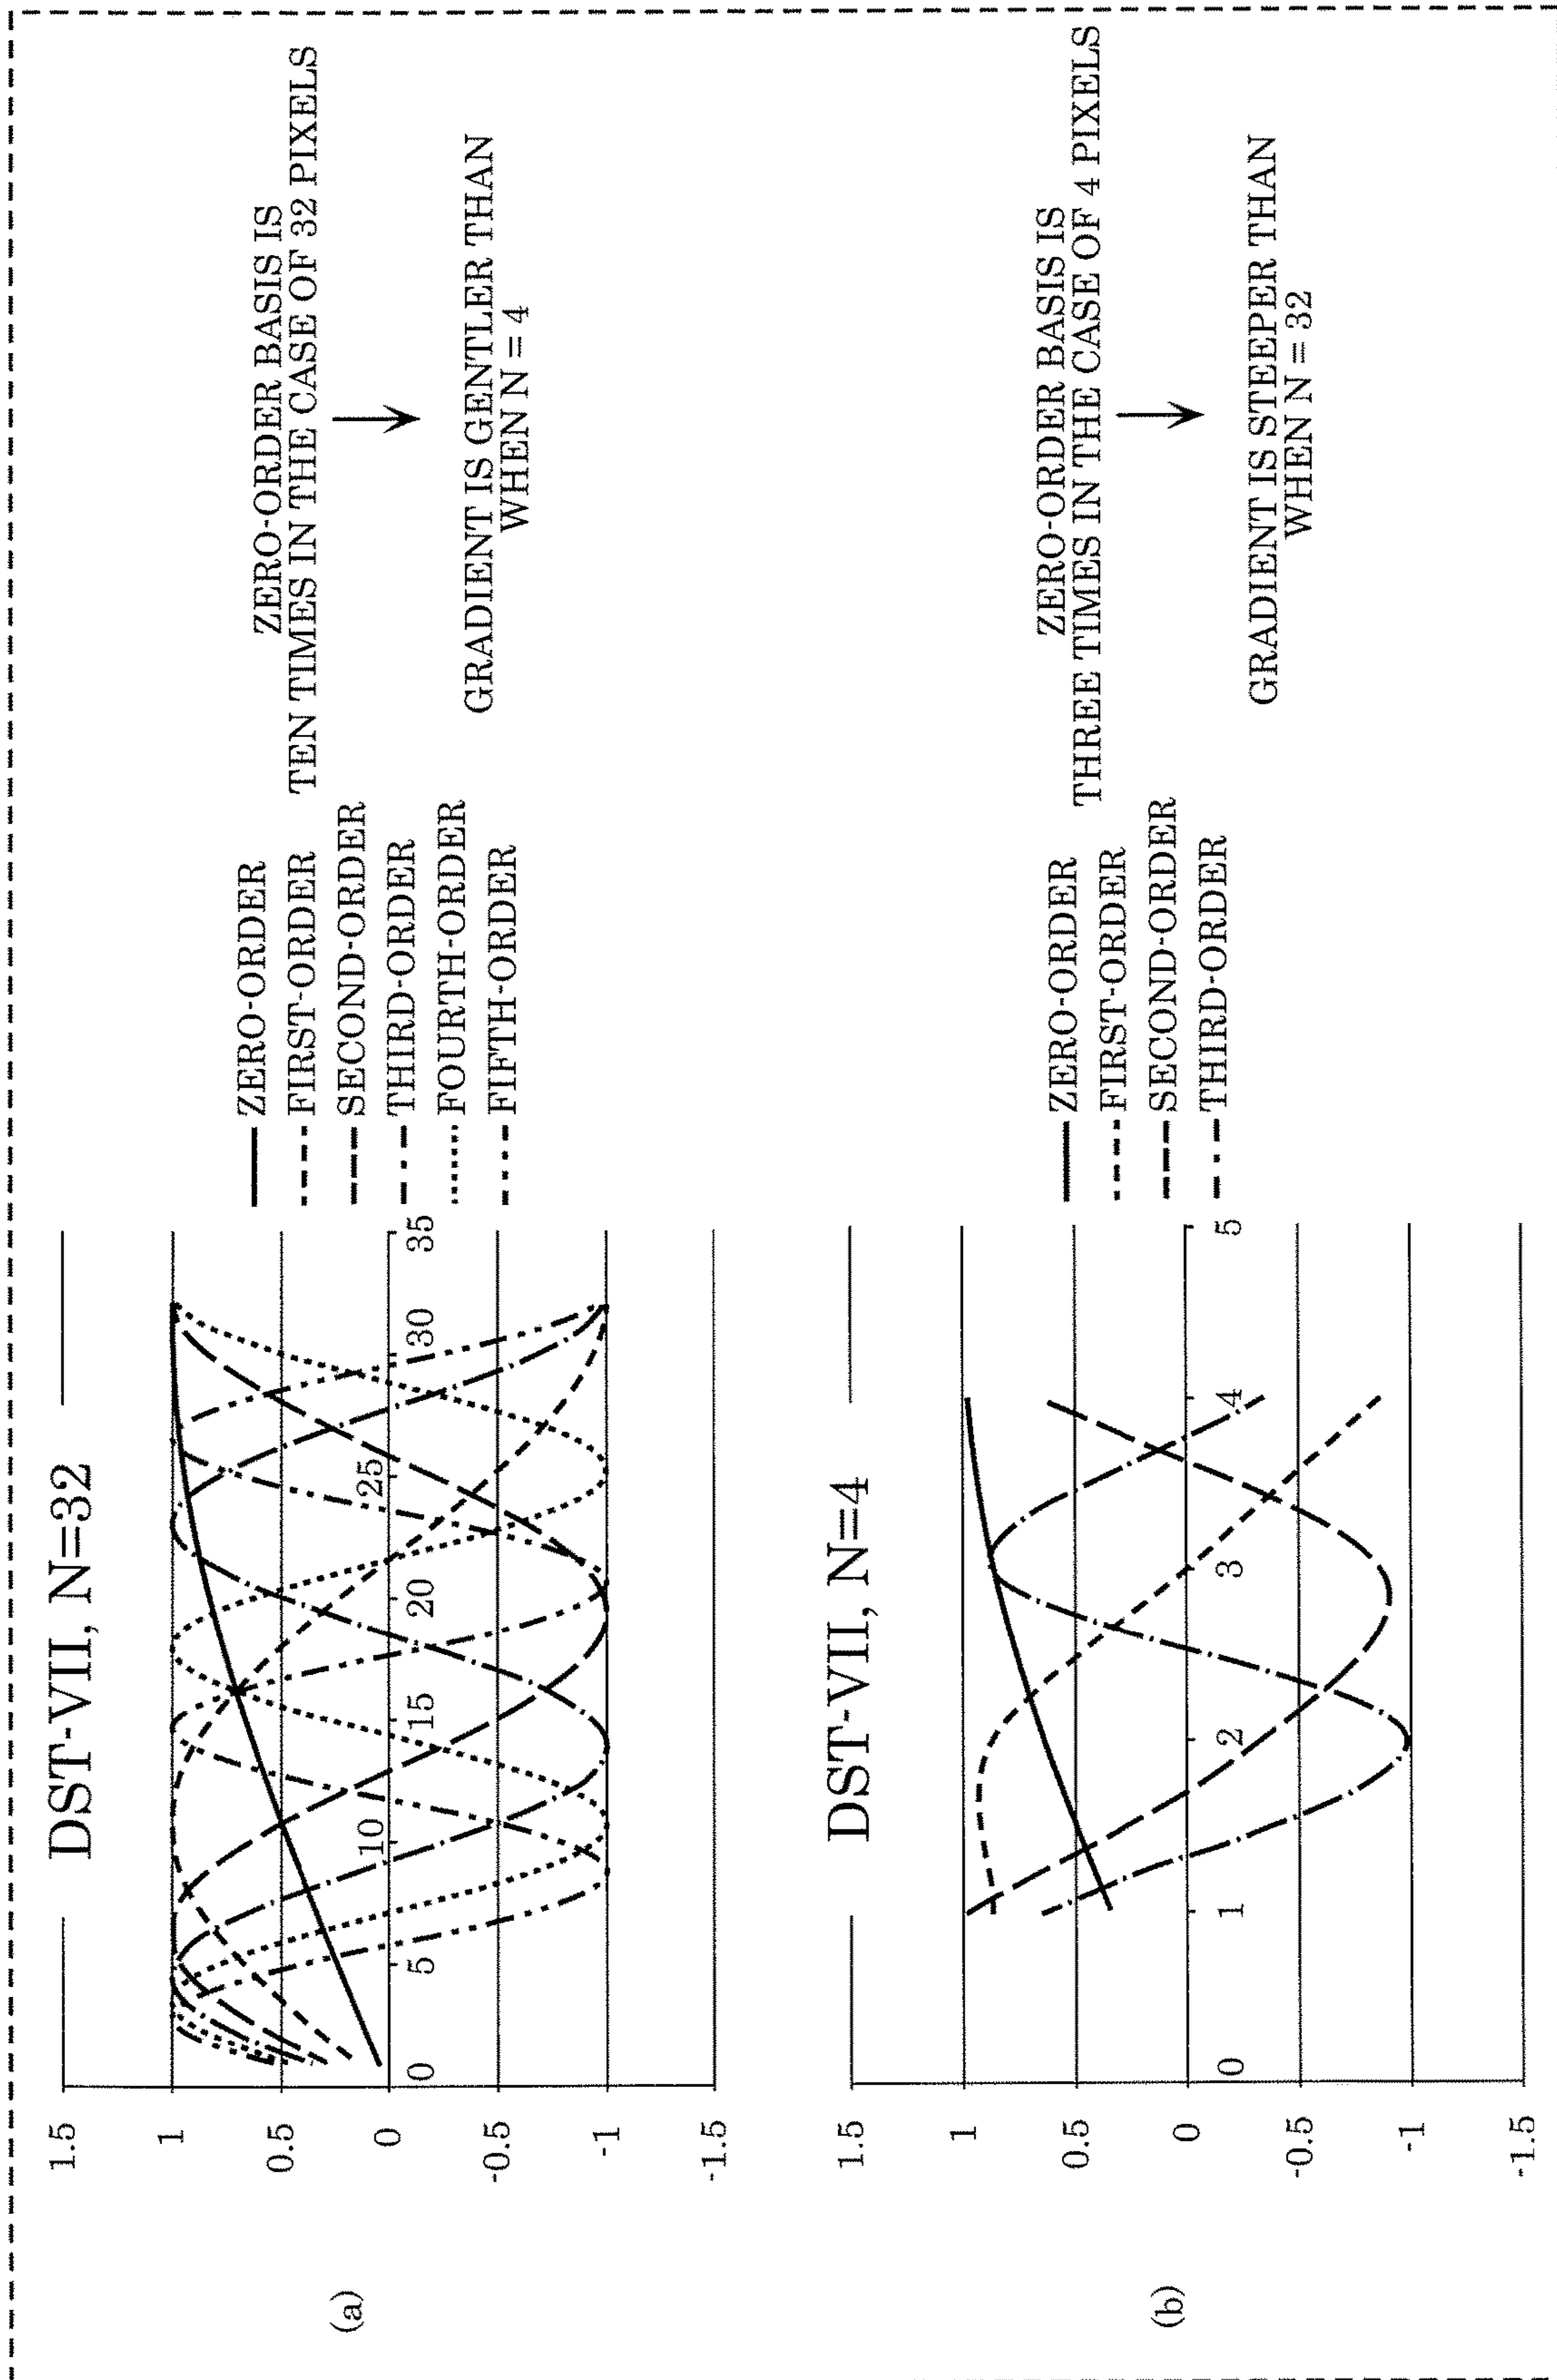 (a)
DST-VII, N=32
1.5
1
0.5
0
-0.5
-1
-1.5
0
5
10
15
20
25
30
35
ZERO-ORDER
FIRST-ORDER
SECOND-ORDER
THIRD-ORDER
FOURTH-ORDER
FIFTH-ORDER
ZERO-ORDER BASIS IS
TEN TIMES IN THE CASE OF 32 PIXELS
GRADIENT IS GENTLER THAN
WHEN N = 4
(b)
DST-VII, N=4
1.5
1
0.5
0
-0.5
-1
-1.5
0
1
2
3
4
5
ZERO-ORDER
FIRST-ORDER
SECOND-ORDER
THIRD-ORDER
ZERO-ORDER BASIS IS
THREE TIMES IN THE CASE OF 4 PIXELS
GRADIENT IS STEEPER THAN
WHEN N = 32